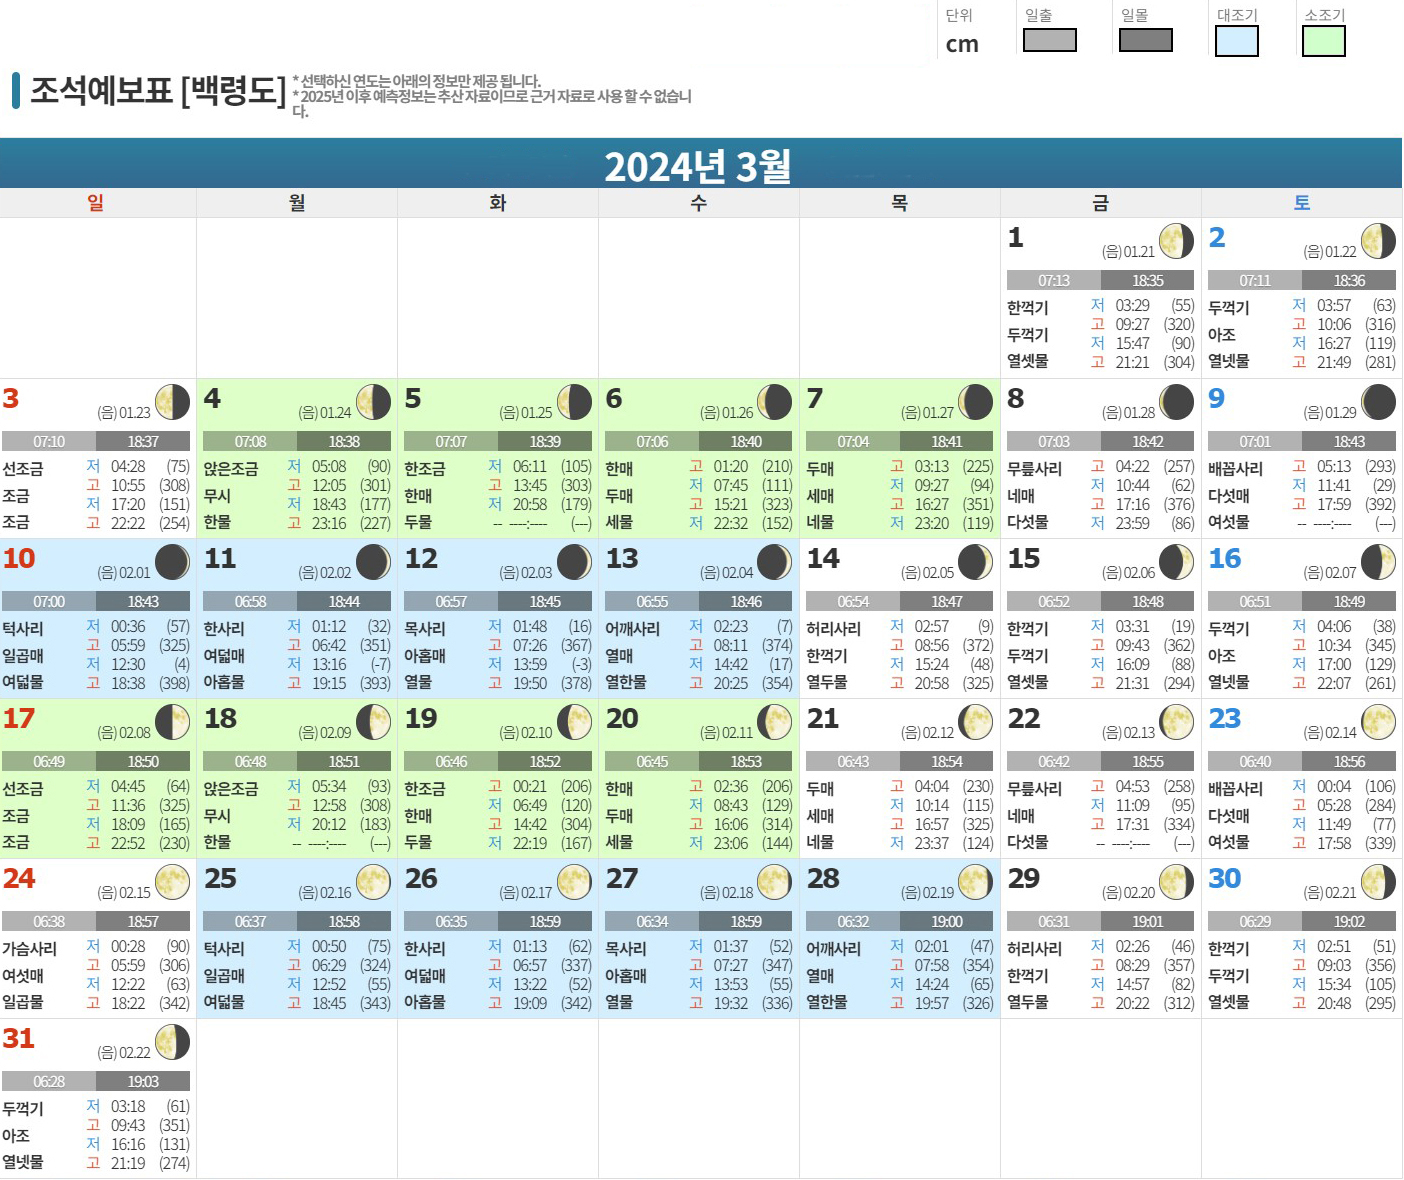 단위 일출 일몰 대조기 소조기
cm
조석예보표 [백령도]
* 선택하신 연도는 아래의 정보만 제공 됩니다.
* 2025년 이후 예측정보는 추산 자료이므로 근거 자료로 사용 할 수 없습니
다.
2024년 3월
일 월 화 수 목 금 토
1 (음) 01.21
07:13 18:35
한꺽기
두꺽기
열셋물
저 03:29 (55)
고 09:27 (320)
저 15:47 (90)
고 21:21 (304)
2 (음) 01.22
07:11 18:36
두꺽기
아조
열넷물
저 03:57 (63)
고 10:06 (316)
저 16:27 (119)
고 21:49 (281)
3 (음) 01.23
07:10 18:37
선조금
조금
조금
저 04:28 (75)
고 10:55 (308)
저 17:20 (151)
고 22:22 (254)
4 (음) 01.24
07:08 18:38
앉은조금
무시
한물
저 05:08 (90)
고 12:05 (301)
저 18:43 (177)
고 23:16 (227)
5 (음) 01.25
07:07 18:39
한조금
한매
두물
저 06:11 (105)
고 13:45 (303)
저 20:58 (179)
-- ----:---- (---)
6 (음) 01.26
07:06 18:40
한매
두매
세물
고 01:20 (210)
저 07:45 (111)
고 15:21 (323)
저 22:32 (152)
7 (음) 01.27
07:04 18:41
두매
세매
네물
고 03:13 (225)
저 09:27 (94)
고 16:27 (351)
저 23:20 (119)
8 (음) 01.28
07:03 18:42
무릎사리
네매
다섯물
고 04:22 (257)
저 10:44 (62)
고 17:16 (376)
저 23:59 (86)
9 (음) 01.29
07:01 18:43
배꼽사리
다섯매
여섯물
고 05:13 (293)
저 11:41 (29)
고 17:59 (392)
-- ----:---- (---)
10 (음) 02.01
07:00 18:43
턱사리
일곱매
여덟물
저 00:36 (57)
고 05:59 (325)
저 12:30 (4)
고 18:38 (398)
11 (음) 02.02
06:58 18:44
한사리
여덟매
아홉물
저 01:12 (32)
고 06:42 (351)
저 13:16 (-7)
고 19:15 (393)
12 (음) 02.03
06:57 18:45
목사리
아홉매
열물
저 01:48 (16)
고 07:26 (367)
저 13:59 (-3)
고 19:50 (378)
13 (음) 02.04
06:55 18:46
어깨사리
열매
열한물
저 02:23 (7)
고 08:11 (374)
저 14:42 (17)
고 20:25 (354)
14 (음) 02.05
06:54 18:47
허리사리
한꺽기
열두물
저 02:57 (9)
고 08:56 (372)
저 15:24 (48)
고 20:58 (325)
15 (음) 02.06
06:52 18:48
한꺽기
두꺽기
열셋물
저 03:31 (19)
고 09:43 (362)
저 16:09 (88)
고 21:31 (294)
16 (음) 02.07
06:51 18:49
두꺽기
아조
열넷물
저 04:06 (38)
고 10:34 (345)
저 17:00 (129)
고 22:07 (261)
17 (음) 02.08
06:49 18:50
선조금
조금
조금
저 04:45 (64)
고 11:36 (325)
저 18:09 (165)
고 22:52 (230)
18 (음) 02.09
06:48 18:51
앉은조금
무시
한물
저 05:34 (93)
고 12:58 (308)
저 20:12 (183)
-- ----:---- (---)
19 (음) 02.10
06:46 18:52
한조금
한매
두물
고 00:21 (206)
저 06:49 (120)
고 14:42 (304)
저 22:19 (167)
20 (음) 02.11
06:45 18:53
한매
두매
세물
고 02:36 (206)
저 08:43 (129)
고 16:06 (314)
저 23:06 (144)
21 (음) 02.12
06:43 18:54
두매
세매
네물
고 04:04 (230)
저 10:14 (115)
고 16:57 (325)
저 23:37 (124)
22 (음) 02.13
06:42 18:55
무릎사리
네매
다섯물
고 04:53 (258)
저 11:09 (95)
고 17:31 (334)
-- ----:---- (---)
23 (음) 02.14
06:40 18:56
배꼽사리
다섯매
여섯물
저 00:04 (106)
고 05:28 (284)
저 11:49 (77)
고 17:58 (339)
24 (음) 02.15
06:38 18:57
가슴사리
여섯매
일곱물
저 00:28 (90)
고 05:59 (306)
저 12:22 (63)
고 18:22 (342)
25 (음) 02.16
06:37 18:58
턱사리
일곱매
여덟물
저 00:50 (75)
고 06:29 (324)
저 12:52 (55)
고 18:45 (343)
26 (음) 02.17
06:35 18:59
한사리
여덟매
아홉물
저 01:13 (62)
고 06:57 (337)
저 13:22 (52)
고 19:09 (342)
27 (음) 02.18
06:34 18:59
목사리
아홉매
열물
저 01:37 (52)
고 07:27 (347)
저 13:53 (55)
고 19:32 (336)
28 (음) 02.19
06:32 19:00
어깨사리
열매
열한물
저 02:01 (47)
고 07:58 (354)
저 14:24 (65)
고 19:57 (326)
29 (음) 02.20
06:31 19:01
허리사리
한꺽기
열두물
저 02:26 (46)
고 08:29 (357)
저 14:57 (82)
고 20:22 (312)
30 (음) 02.21
06:29 19:02
한꺽기
두꺽기
열셋물
저 02:51 (51)
고 09:03 (356)
저 15:34 (105)
고 20:48 (295)
31 (음) 02.22
06:28 19:03
두꺽기
아조
열넷물
저 03:18 (61)
고 09:43 (351)
저 16:16 (131)
고 21:19 (274)